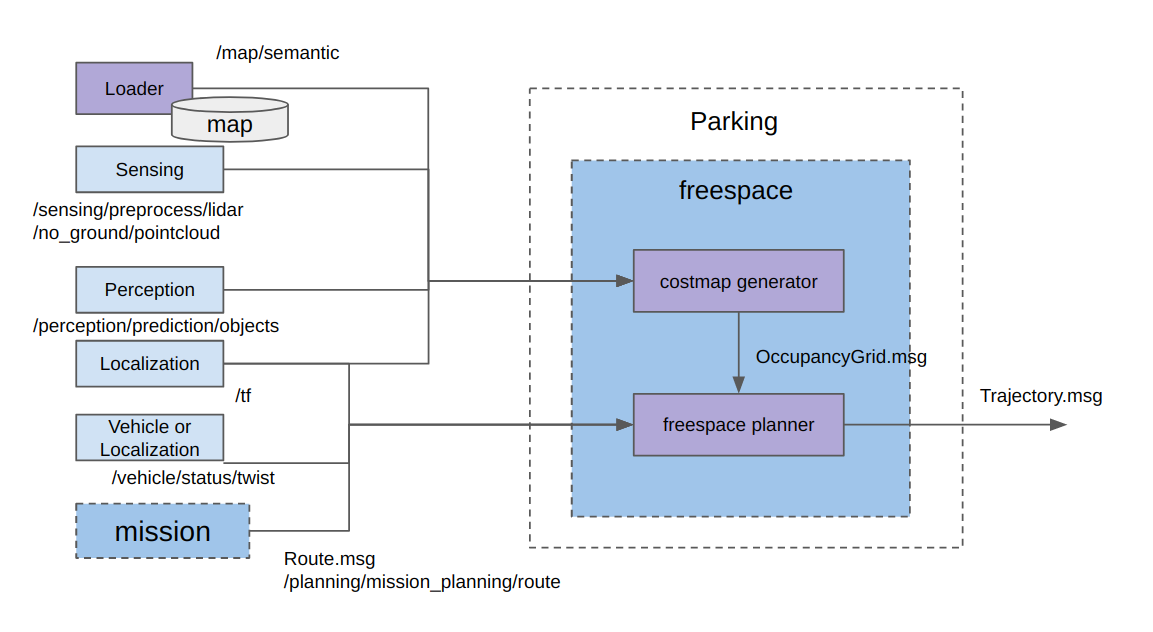 /map/semantic
Loader
map
Sensing
/sensing/preprocess/lidar
/no_ground/pointcloud
Perception
/perception/prediction/objects
Localization
/tf
Vehicle or
Localization
/vehicle/status/twist
mission
Route.msg
/planning/mission_planning/route
Parking
freespace
costmap generator
OccupancyGrid.msg
freespace planner
Trajectory.msg